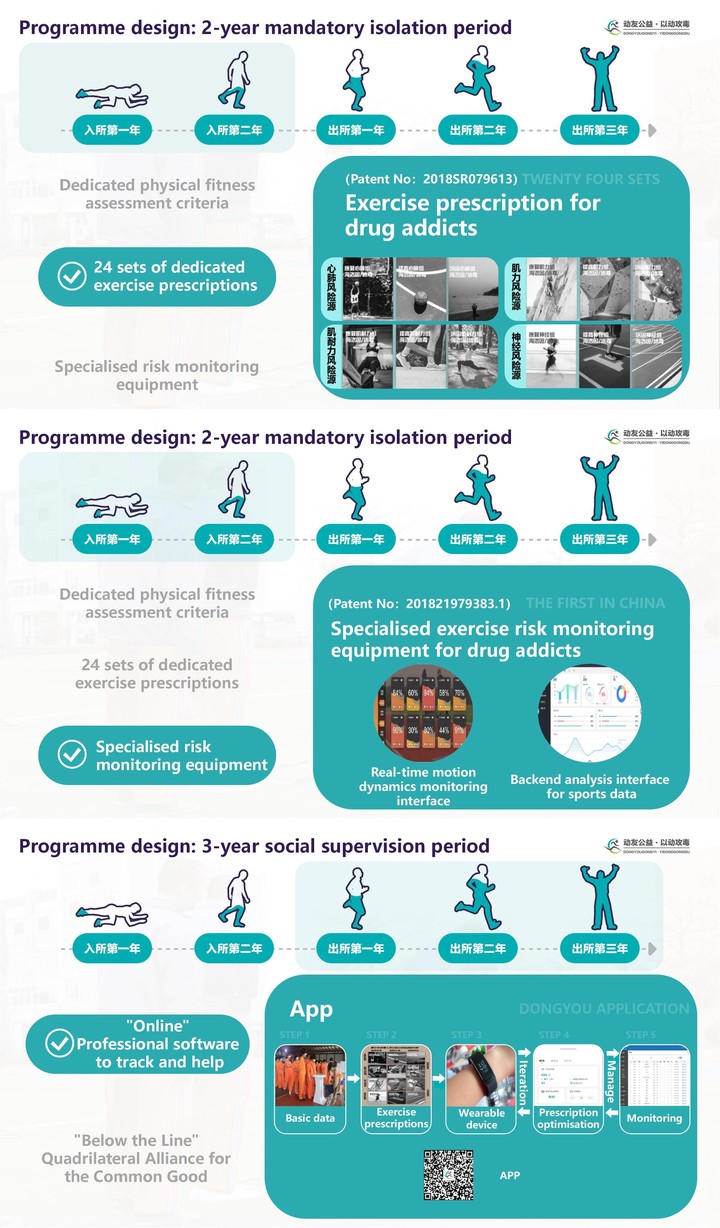 Programme design: 2-year mandatory isolation period
动友公益·以动攻毒
DONGYOUGONGYI · YIDONGGONGDU
入所第一年
入所第二年
出所第一年
出所第二年
出所第三年
Dedicated physical fitness
assessment criteria
24 sets of dedicated
exercise prescriptions
Specialised risk monitoring
equipment
(Patent No：2018SR079613) TWENTY FOUR SETS
Exercise prescription for
drug addicts
心肺风险源
肌力风险源
肌耐力风险源
神经风险源
Programme design: 2-year mandatory isolation period
动友公益·以动攻毒
DONGYOUGONGYI · YIDONGGONGDU
入所第一年
入所第二年
出所第一年
出所第二年
出所第三年
Dedicated physical fitness
assessment criteria
24 sets of dedicated
exercise prescriptions
Specialised risk
monitoring equipment
(Patent No：201821979383.1) THE FIRST IN CHINA
Specialised exercise risk monitoring
equipment for drug addicts
84% 60% 94% 58% 70%
90% 30% 80% 44%
Real-time motion
dynamics monitoring
interface
Backend analysis interface
for sports data
Programme design: 3-year social supervision period
动友公益·以动攻毒
DONGYOUGONGYI · YIDONGGONGDU
入所第一年
入所第二年
出所第一年
出所第二年
出所第三年
"Online"
Professional software
to track and help
"Below the Line"
Quadrilateral Alliance for
the Common Good
App
DONGYOU APPLICATION
STEP 1
STEP 2
STEP 3
STEP 4
STEP 5
Basic data
Exercise
prescriptions
Wearable
device
Iteration
Prescription
optimisation
Manage
Monitoring
APP